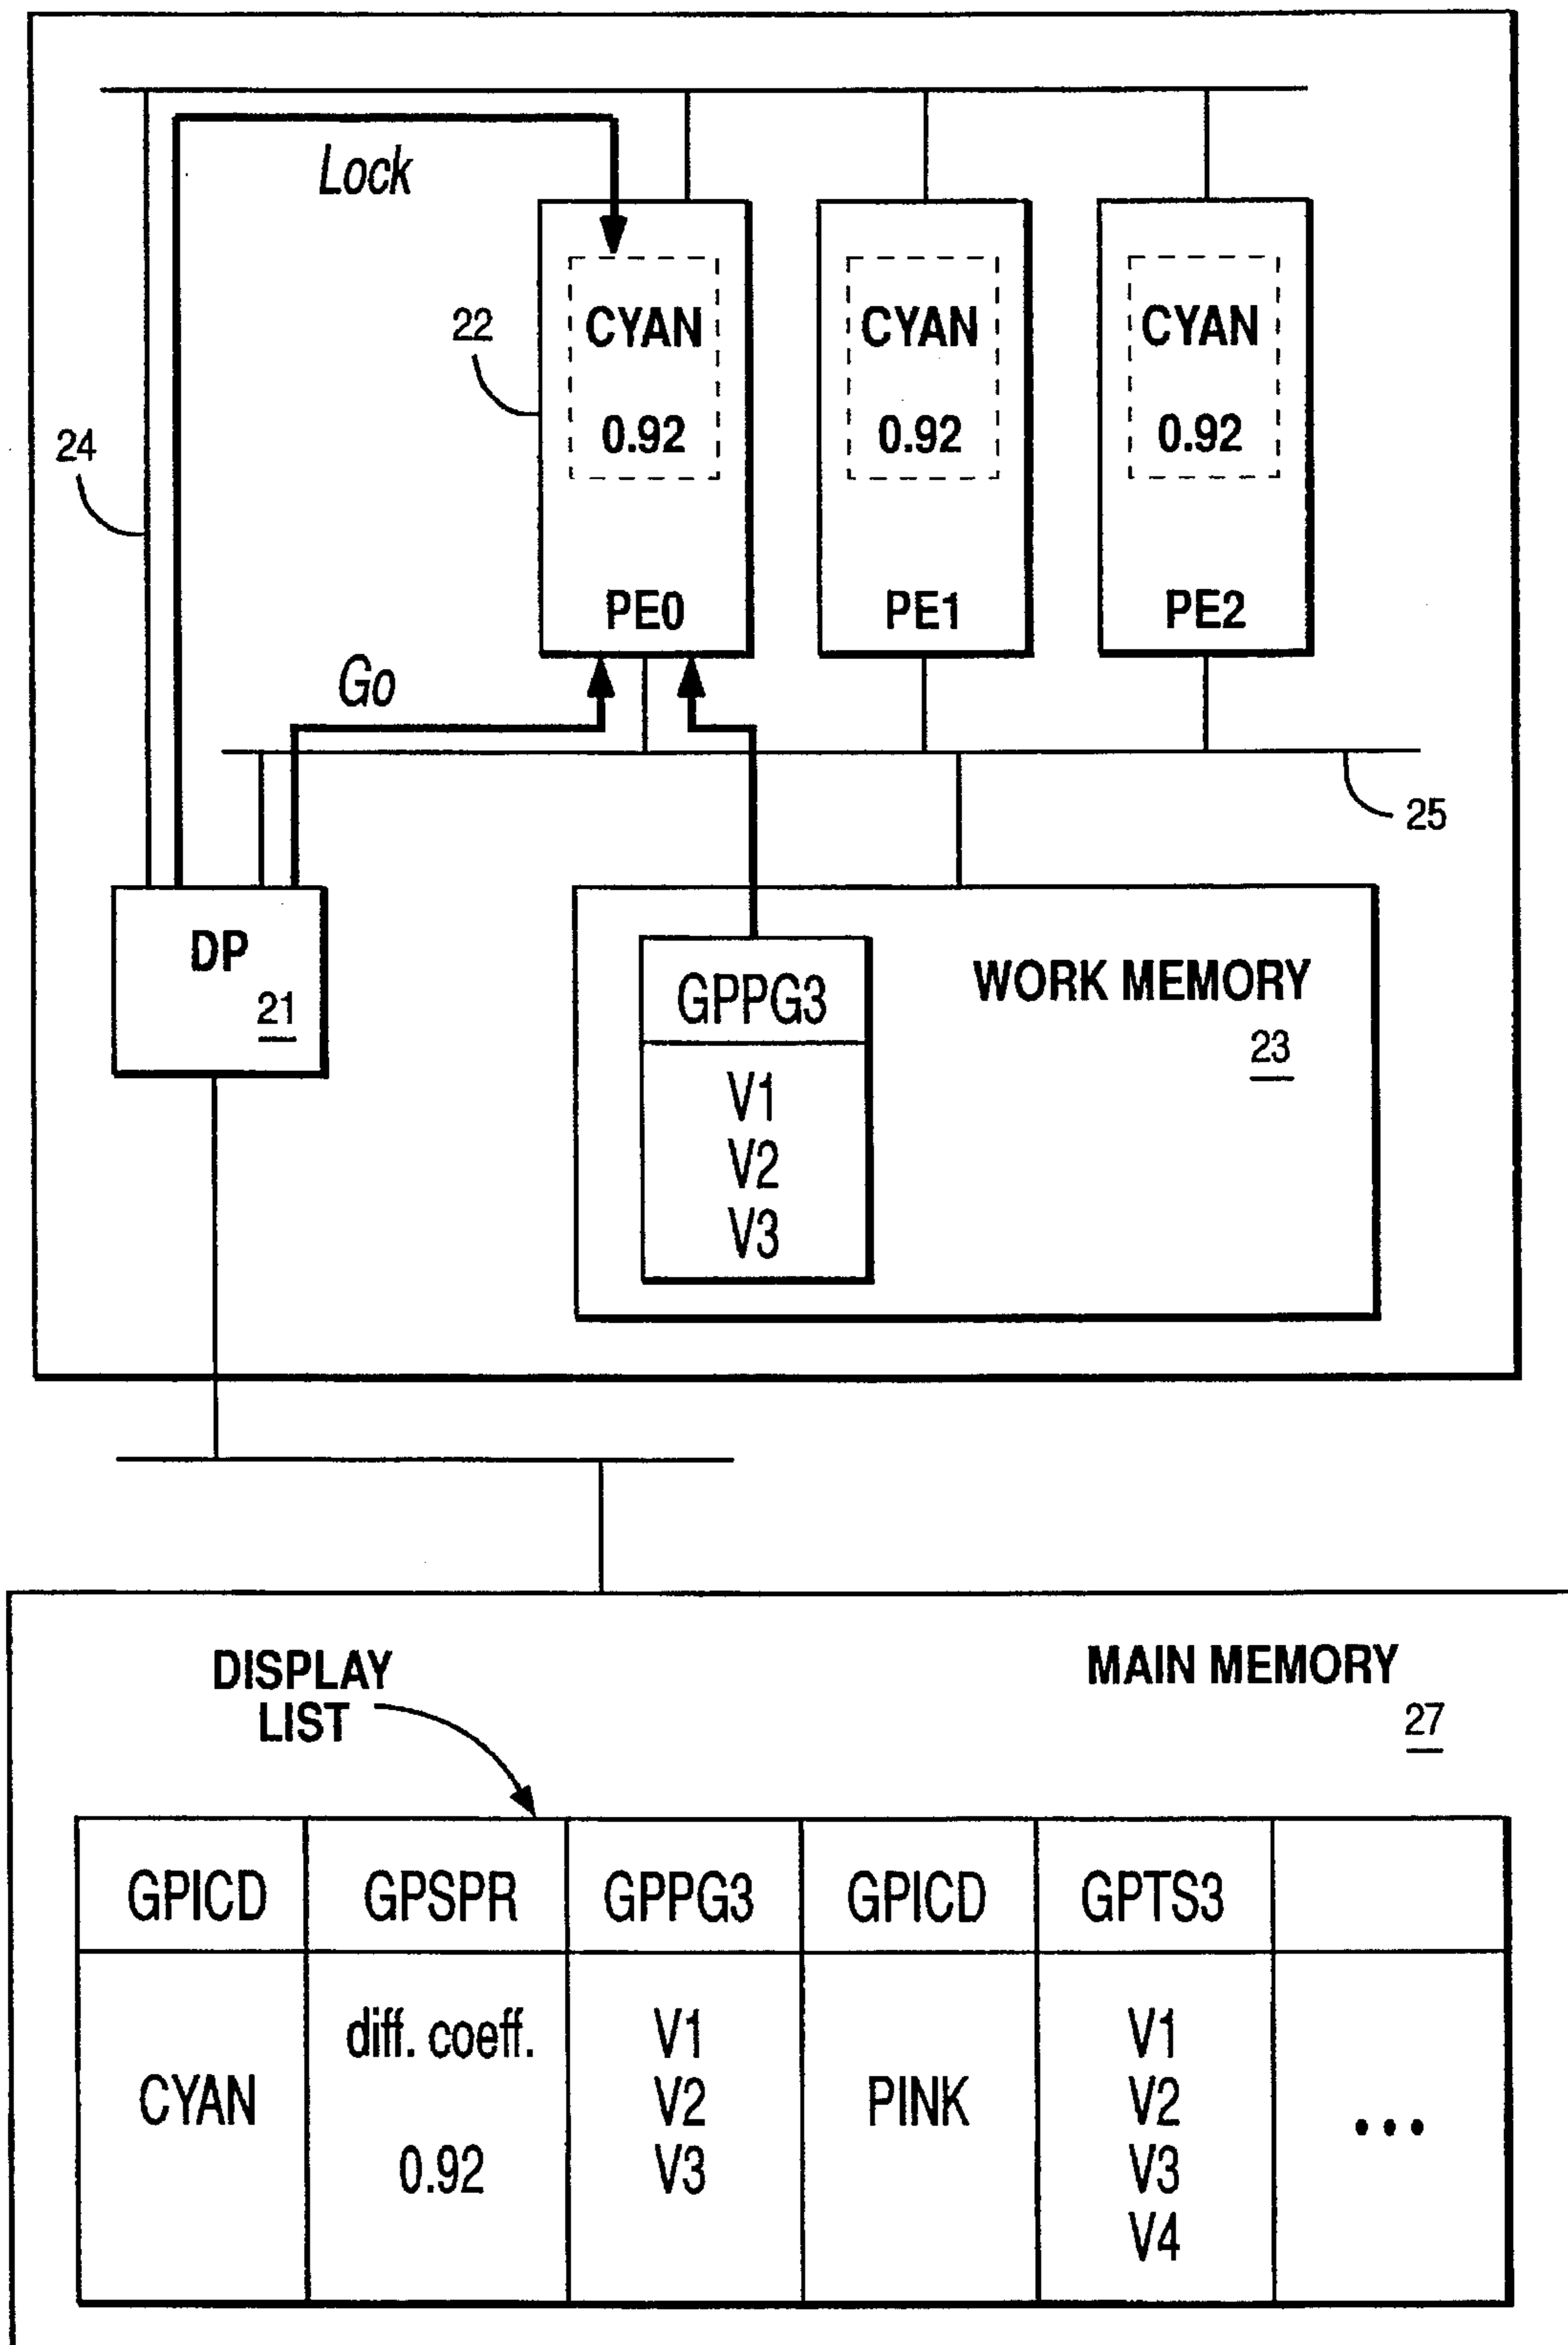 Lock
22
CYAN
0.92
PE0
CYAN
0.92
PE1
CYAN
0.92
PE2
24
Go
25
DP
21
GPPG3
V1
V2
V3
WORK MEMORY
23
DISPLAY
LIST
MAIN MEMORY
27
GPICD GPSPR GPPG3 GPICD GPTS3
CYAN
diff. coeff.
0.92
V1
V2
V3
PINK
V1
V2
V3
V4
•••